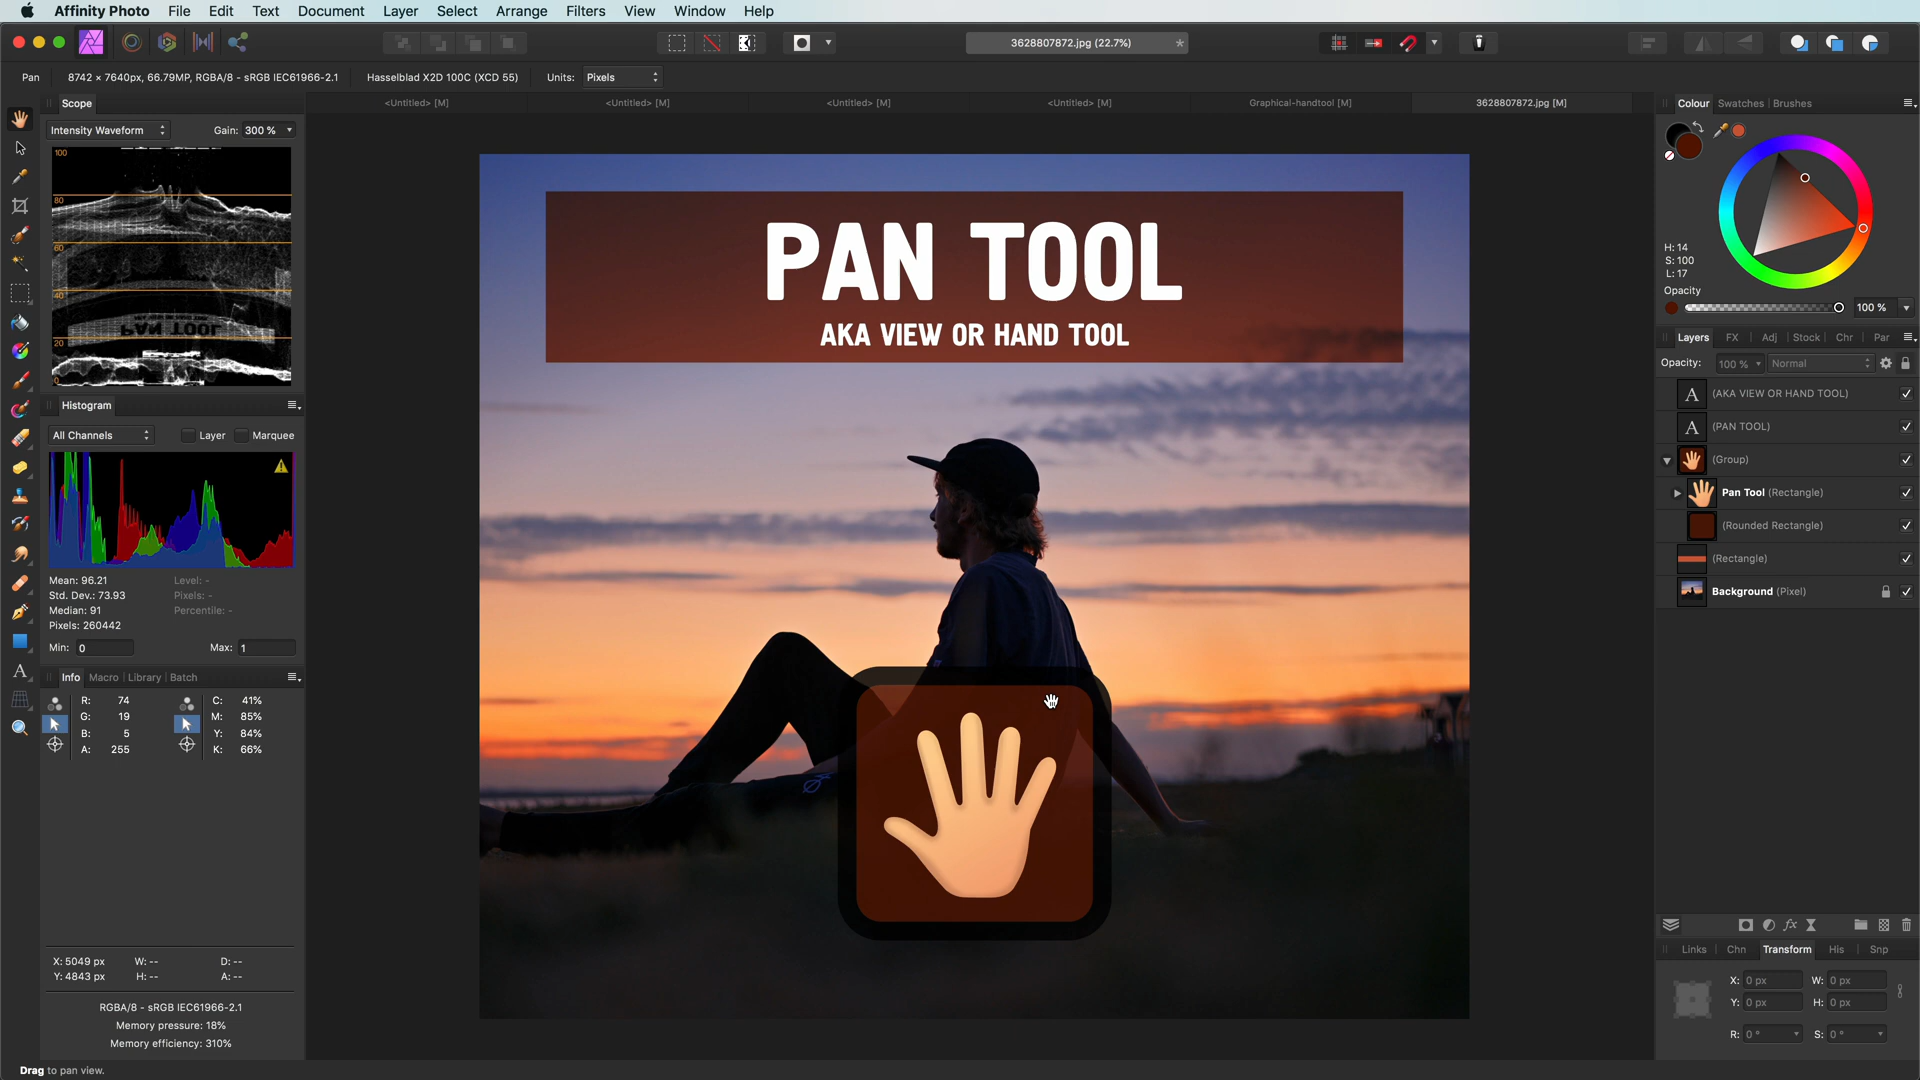 Affinity Photo File Edit Text Document Layer Select Arrange Filters View Window Help
3628807872.jpg (22.7%)
Pan 8742 × 7640px, 66.79MP, RGBA/8 - sRGB IEC61966-2.1 Hasselblad X2D 100C (XCD 55) Units: Pixels
Scope
<Untitled> [M] <Untitled> [M] <Untitled> [M] <Untitled> [M] Graphical-handtool [M] 3628807872.jpg [M]
Colour Swatches Brushes
Intensity Waveform Gain: 300 %
100
80
60
40
20
0
PAN TOOL
AKA VIEW OR HAND TOOL
H: 14
S: 100
L: 17
Opacity
100 %
Layers FX Adj Stock Chr Par
Opacity: 100 % Normal
A (AKA VIEW OR HAND TOOL)
A (PAN TOOL)
(Group)
Pan Tool (Rectangle)
(Rounded Rectangle)
(Rectangle)
Background (Pixel)
Histogram
All Channels Layer Marquee
Mean: 96.21 Level: -
Std. Dev.: 73.93 Pixels: -
Median: 91 Percentile: -
Pixels: 260442
Min: 0 Max: 1
Info Macro Library Batch
R: 74 C: 41%
G: 19 M: 85%
B: 5 Y: 84%
A: 255 K: 66%
X: 5049 px W: -- D: --
Y: 4843 px H: -- A: --
RGBA/8 - sRGB IEC61966-2.1
Memory pressure: 18%
Memory efficiency: 310%
fx
Links Chn Transform His Snp
X: 0 px W: 0 px
Y: 0 px H: 0 px
R: 0 ° S: 0 °
Drag to pan view.